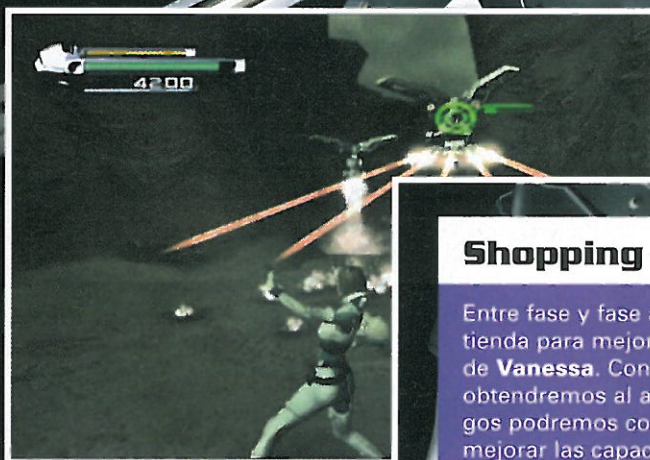 4200
Shopping
Entre fase y fase
tienda para mejor
de Vanessa. Con
obtendremos al a
gos podremos co
mejorar las capac